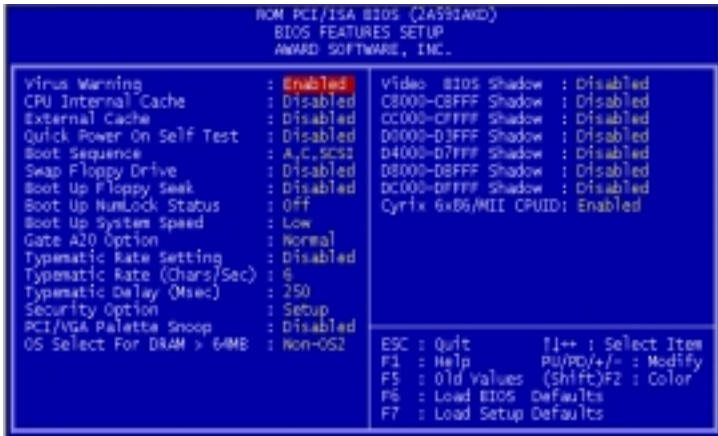 ROM PCI/ISA BIOS (2A59IAKD)
BIOS FEATURES SETUP
AWARD SOFTWARE, INC.
Virus Warning : Enabled
CPU Internal Cache : Disabled
External Cache : Disabled
Quick Power On Self Test : Disabled
Boot Sequence : A,C,SCSI
Swap Floppy Drive : Disabled
Boot Up Floppy Seek : Disabled
Boot Up NumLock Status : Off
Boot Up System Speed : Low
Gate A20 Option : Normal
Typematic Rate Setting : Disabled
Typematic Rate (Chars/Sec) : 6
Typematic Delay (Msec) : 250
Security Option : Setup
PCI/VGA Palette Snoop : Disabled
OS Select For DRAM > 64MB : Non-OS2
Video BIOS Shadow : Disabled
C8000-CBFFF Shadow : Disabled
CC000-CFFFF Shadow : Disabled
D0000-D3FFF Shadow : Disabled
D4000-D7FFF Shadow : Disabled
D8000-DBFFF Shadow : Disabled
DC000-DFFFF Shadow : Disabled
Cyrix 6x86/MII CPUID: Enabled
ESC : Quit ↑↓→← : Select Item
F1 : Help PU/PD/+/- : Modify
F5 : Old Values (Shift)F2 : Color
F6 : Load BIOS Defaults
F7 : Load Setup Defaults